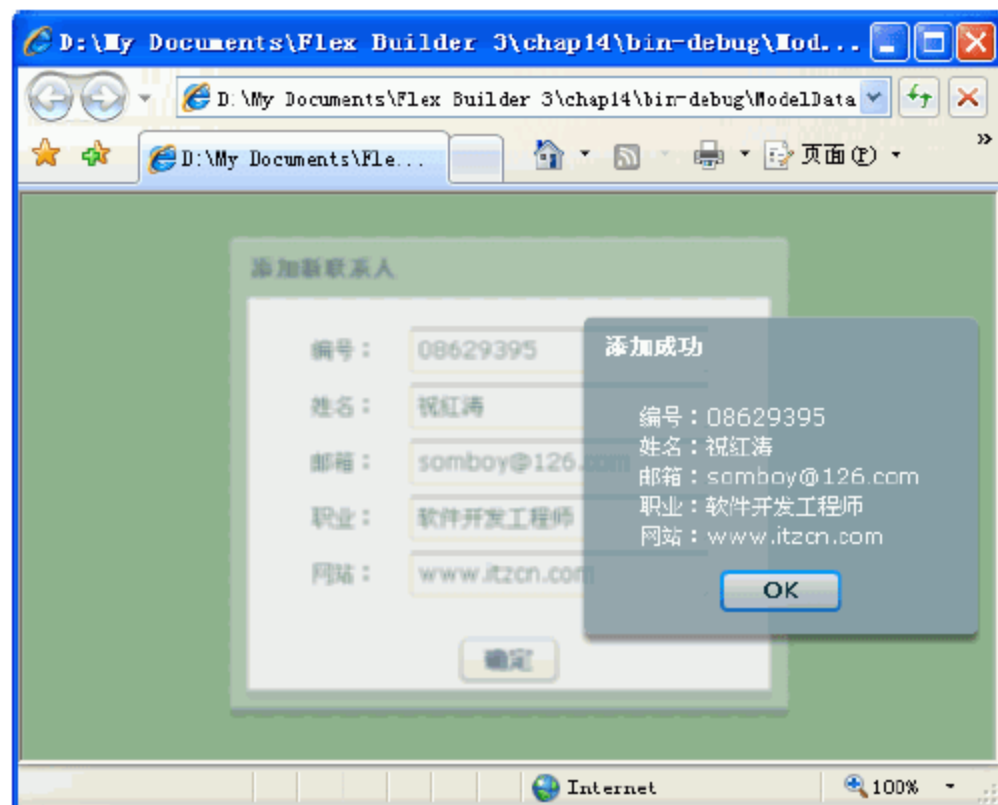 D:\My Documents\Flex Builder 3\chap14\bin-debug\Mod...
D:\My Documents\Flex Builder 3\chap14\bin-debug\ModelData
D:\My Documents\Fle...
页面(P)
»
添加新联系人
编号：08629395
姓名：祝红涛
邮箱：somboy@126.com
职业：软件开发工程师
网站：www.itzcn.com
确定
添加成功
编号：08629395
姓名：祝红涛
邮箱：somboy@126.com
职业：软件开发工程师
网站：www.itzcn.com
OK
Internet
100%